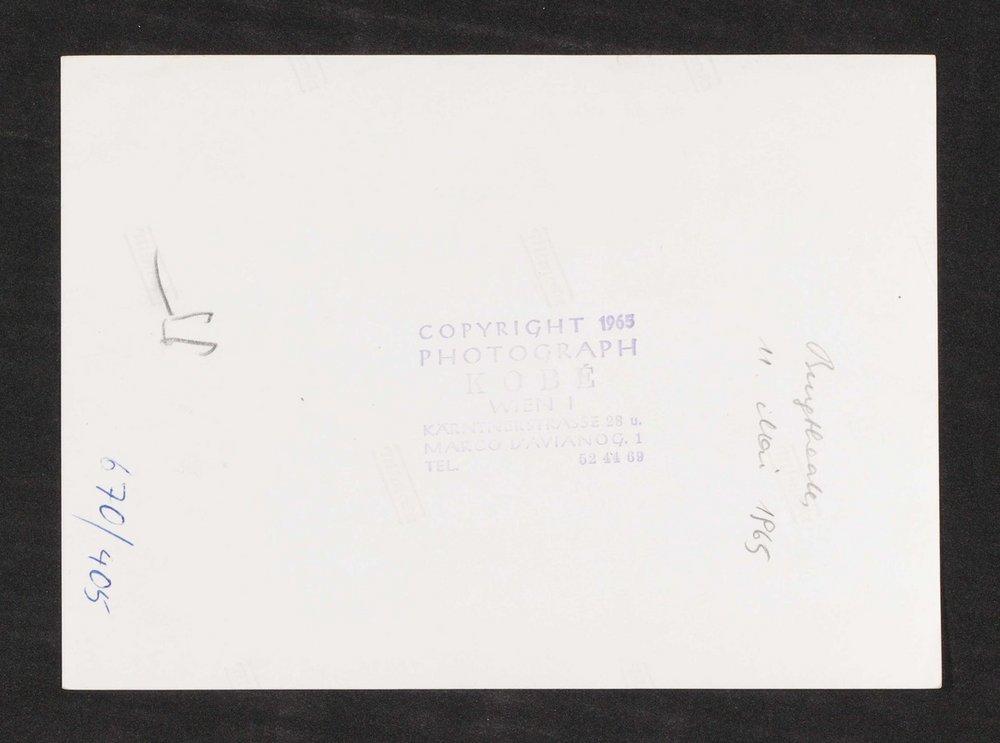 COPYRIGHT 1965
PHOTOGRAPH
KOBÉ
WIEN I
KÄRNTNERSTRASSE 28 u.
MARCO D'AVIANOG. 1
TEL. 52 44 69
Burgtheater,
11. Mai 1965
670/405